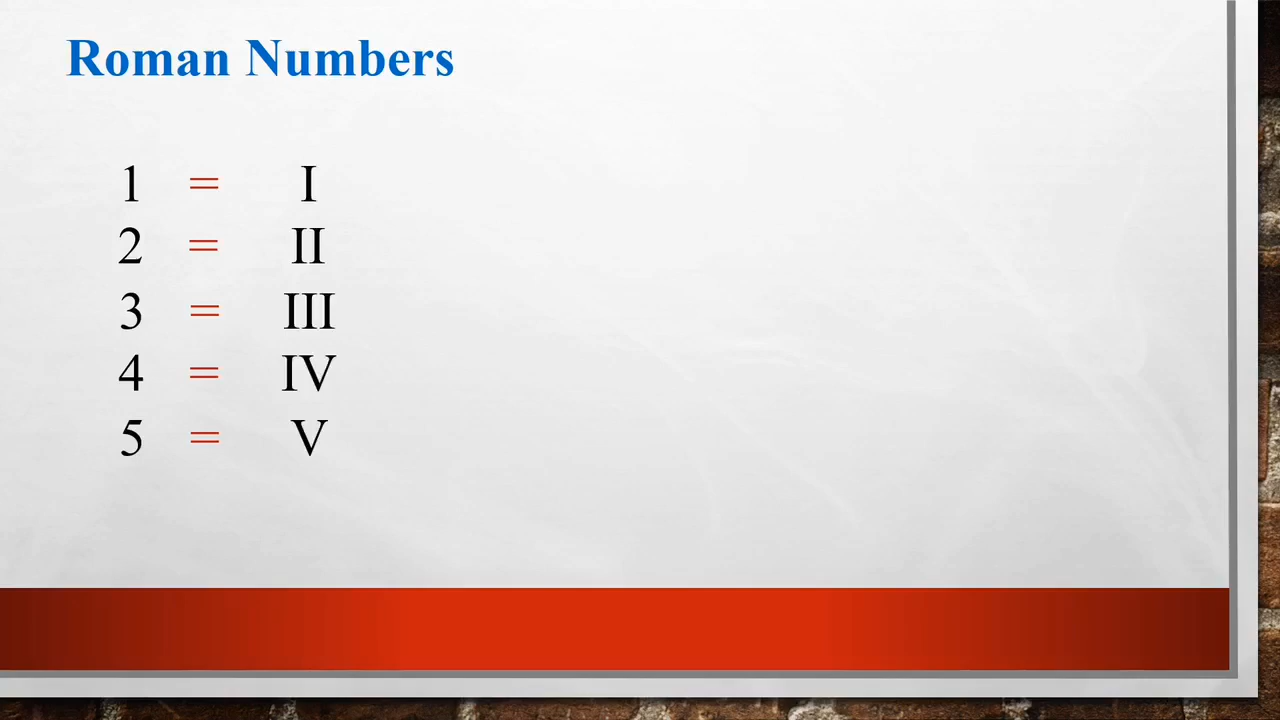 Roman Numbers
1 = I
2 = II
3 = III
4 = IV
5 = V